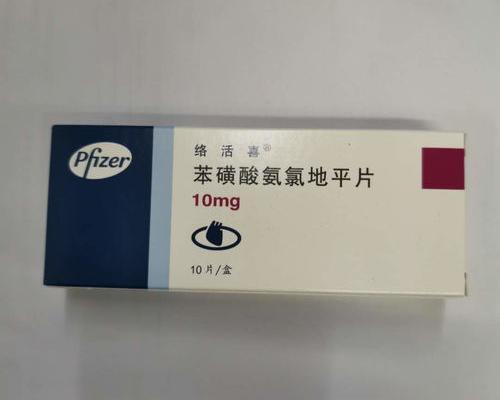 Pfizer
络活喜®
苯磺酸氨氯地平片
10mg
10片/盒